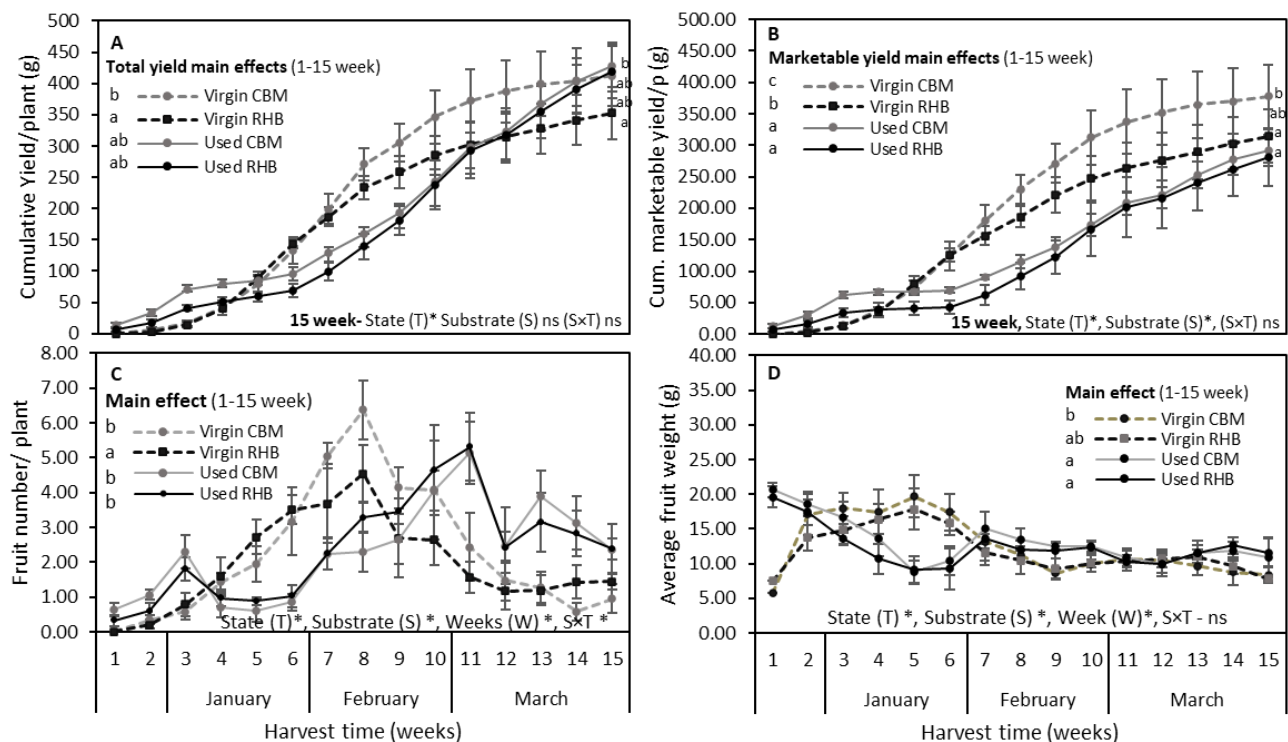 A
Total yield main effects (1-15 week)
b Virgin CBM
a Virgin RHB
ab Used CBM
ab Used RHB
500
450
400
350
300
250
200
150
100
50
0
Cumulative Yield/plant (g)
b
ab
ab
a
15 week- State (T)* Substrate (S) ns (S×T) ns
B
Marketable yield main effects (1-15 week)
c Virgin CBM
b Virgin RHB
a Used CBM
a Used RHB
500.00
450.00
400.00
350.00
300.00
250.00
200.00
150.00
100.00
50.00
0.00
Cum. marketable yield/p (g)
b
ab
a
a
15 week, State (T)*, Substrate (S)*, (S×T) ns
C
Main effect (1-15 week)
b Virgin CBM
a Virgin RHB
b Used CBM
b Used RHB
8.00
7.00
6.00
5.00
4.00
3.00
2.00
1.00
0.00
Fruit number/ plant
State (T)*, Substrate (S)*, Weeks (W)*, S×T *
1 2 3 4 5 6 7 8 9 10 11 12 13 14 15
January February March
Harvest time (weeks)
D
Main effect (1-15 week)
b Virgin CBM
ab Virgin RHB
a Used CBM
a Used RHB
40.00
35.00
30.00
25.00
20.00
15.00
10.00
5.00
0.00
Average fruit weight (g)
State (T)*, Substrate (S)*, Week (W)*, S×T - ns
1 2 3 4 5 6 7 8 9 10 11 12 13 14 15
January February March
Harvest time (weeks)